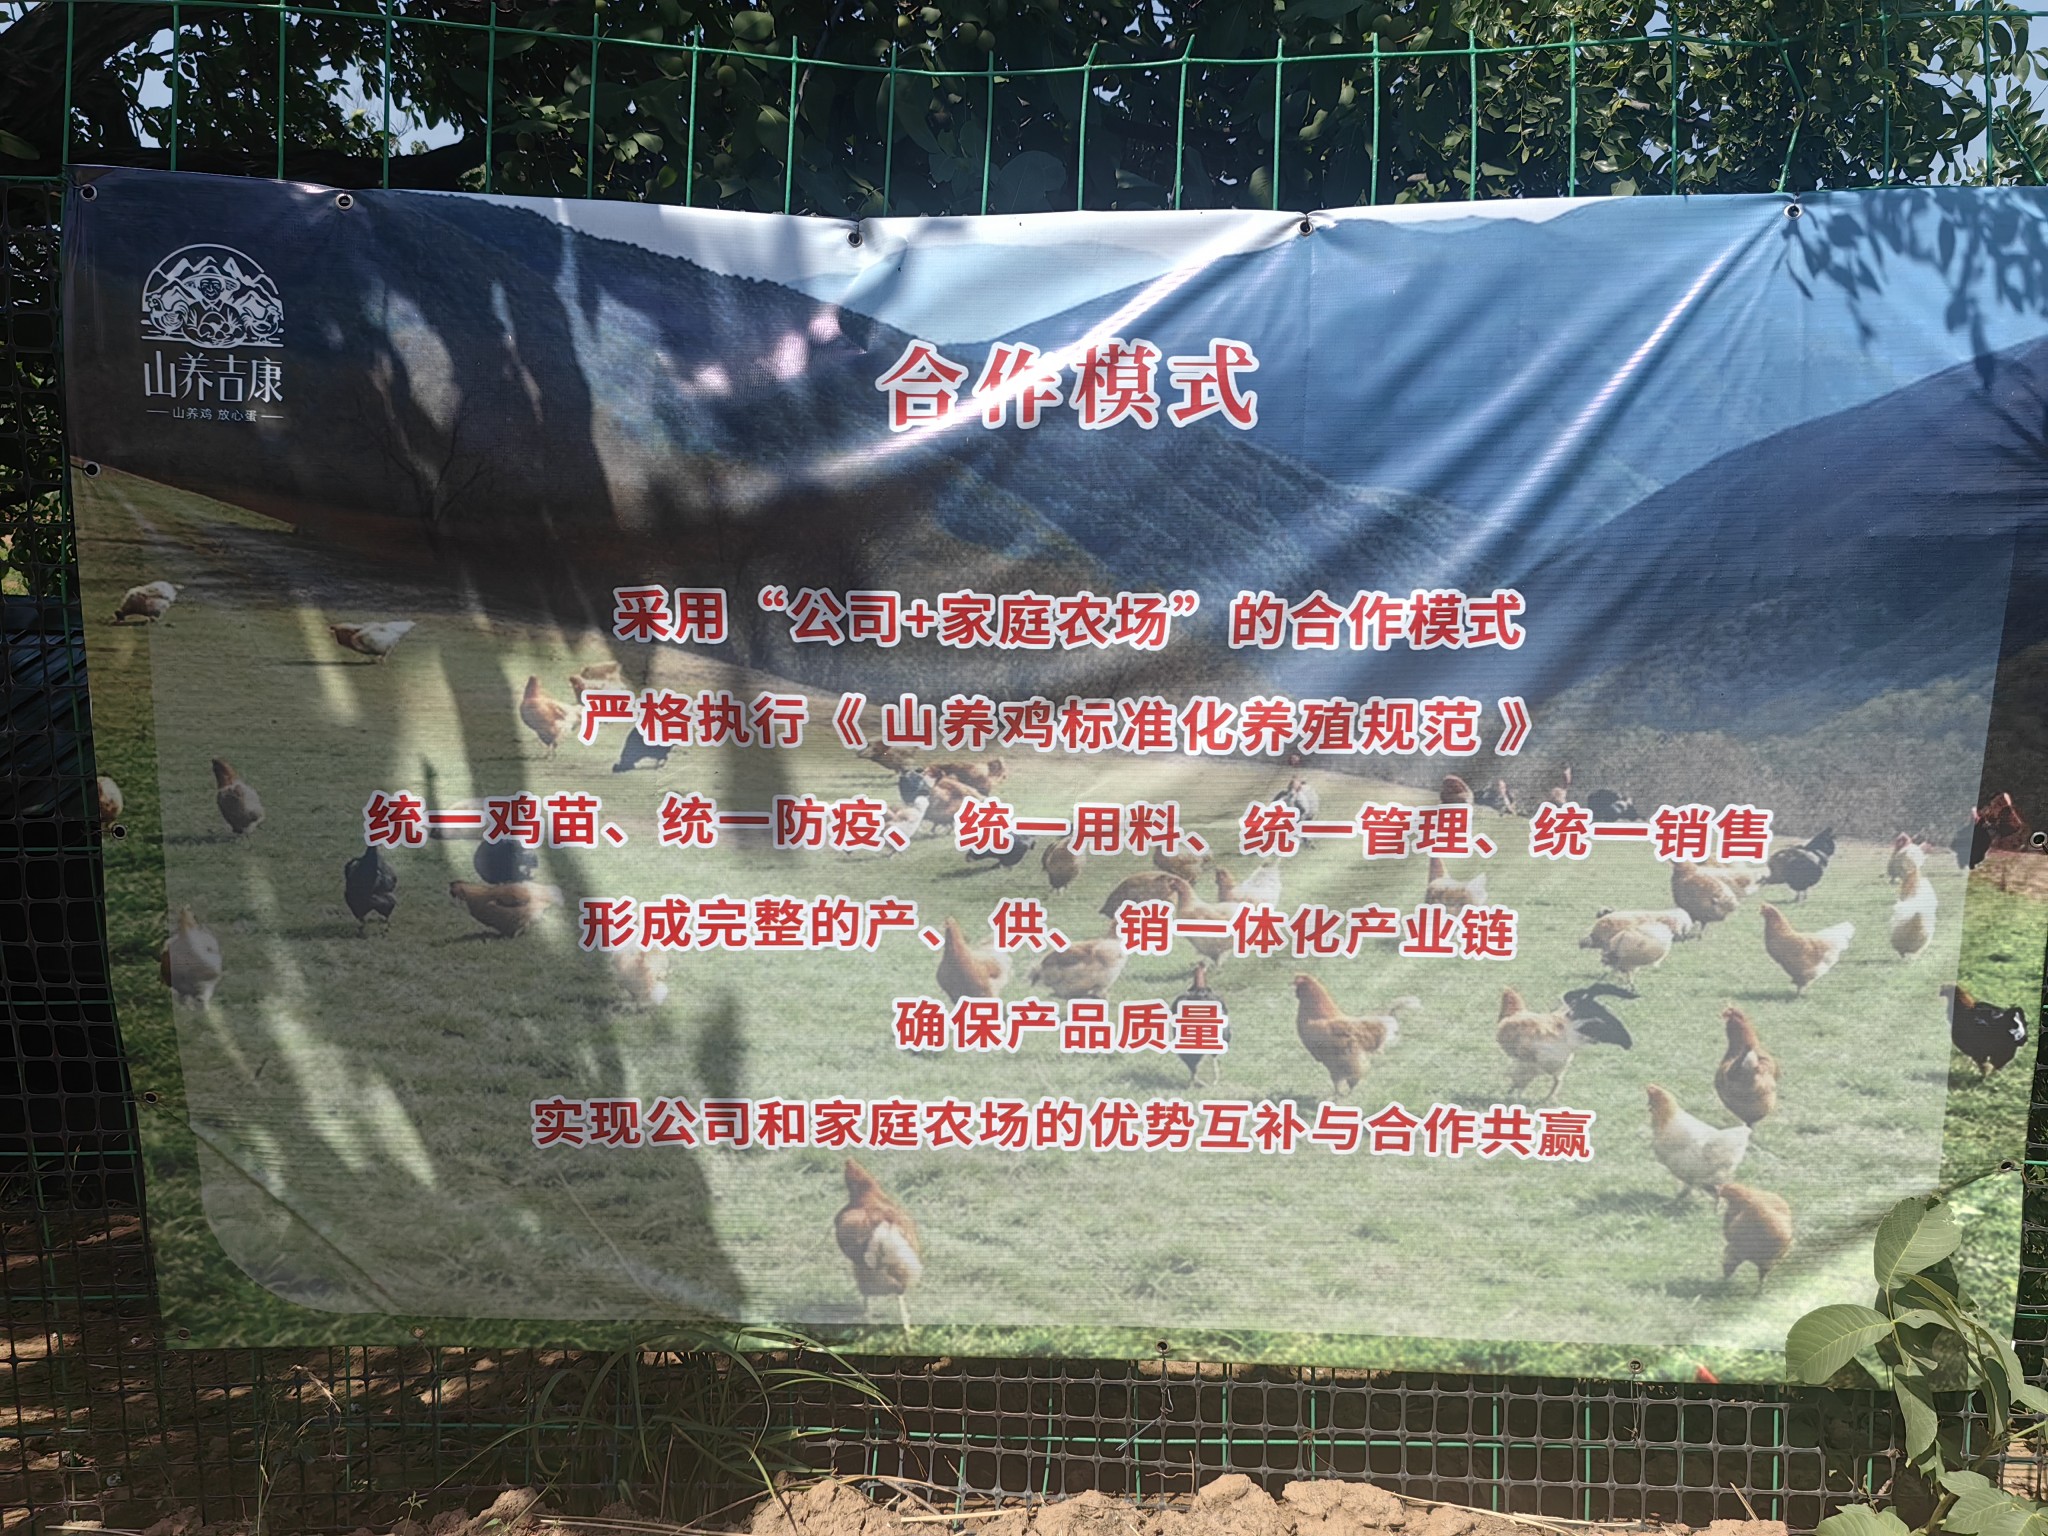 山养吉康
山养鸡 放心蛋
合作模式
采用“公司+家庭农场”的合作模式
严格执行《山养鸡标准化养殖规范》
统一鸡苗、统一防疫、统一用料、统一管理、统一销售
形成完整的产、供、销一体化产业链
确保产品质量
实现公司和家庭农场的优势互补与合作共赢